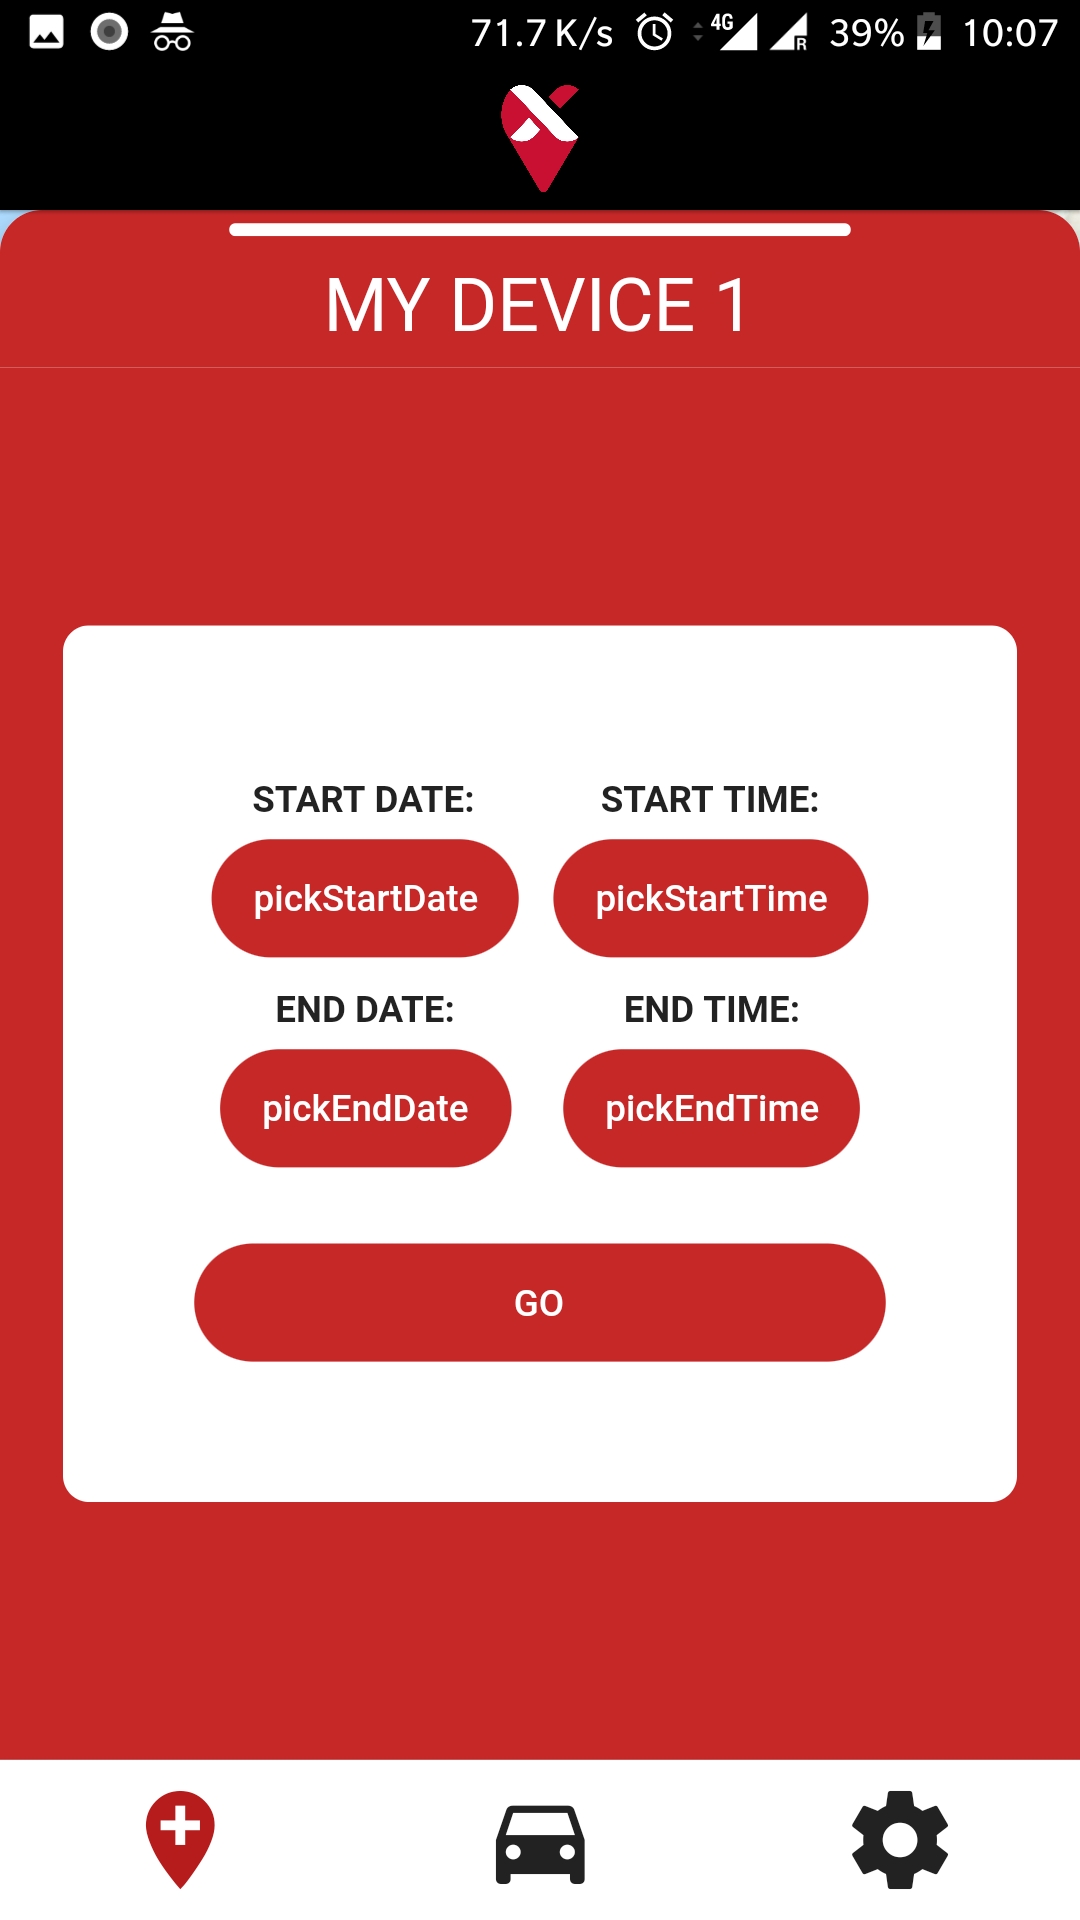 71.7 K/s 4G R 39% 10:07
MY DEVICE 1
START DATE: START TIME:
pickStartDate pickStartTime
END DATE: END TIME:
pickEndDate pickEndTime
GO